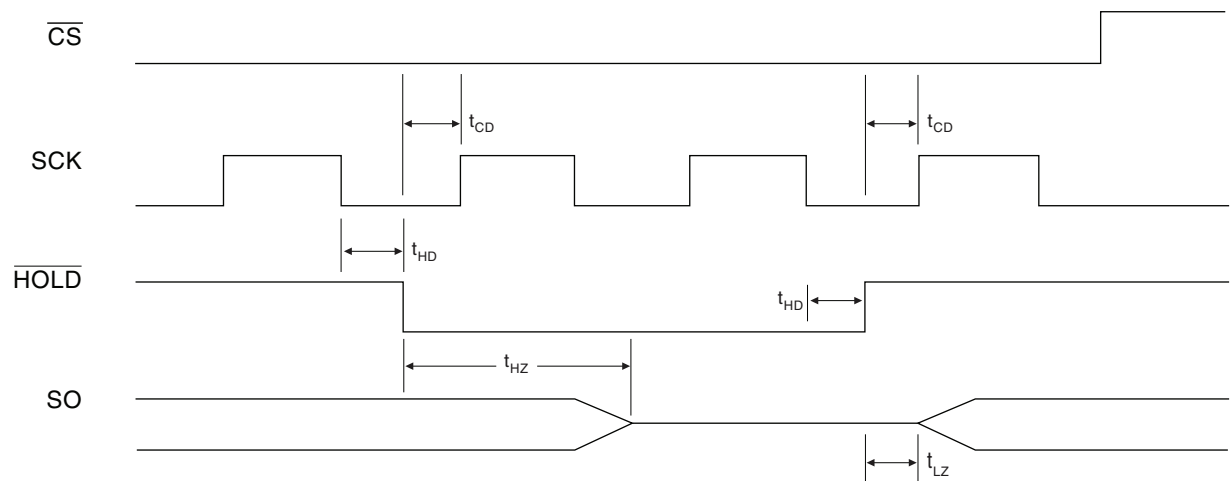 CS
t_CD t_CD
SCK
t_HD
HOLD
t_HD
t_HZ
SO
t_LZ